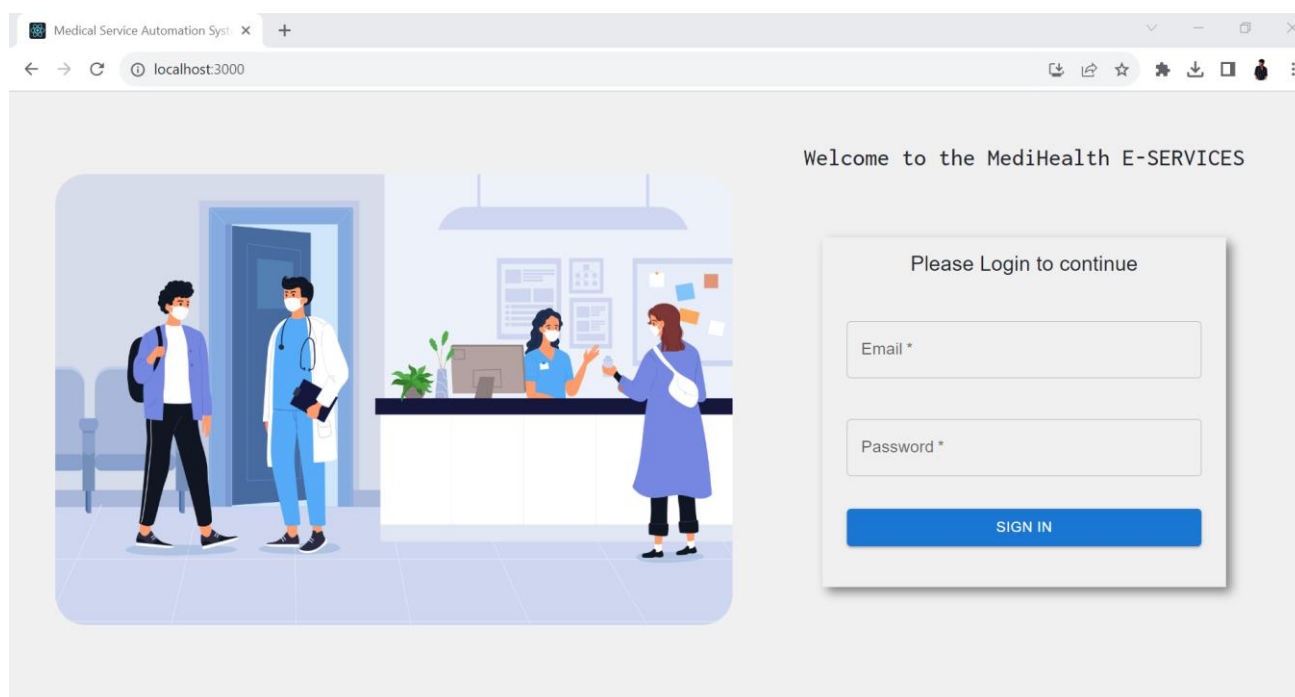 Medical Service Automation Syst
localhost:3000
Welcome to the MediHealth E-SERVICES
Please Login to continue
Email *
Password *
SIGN IN